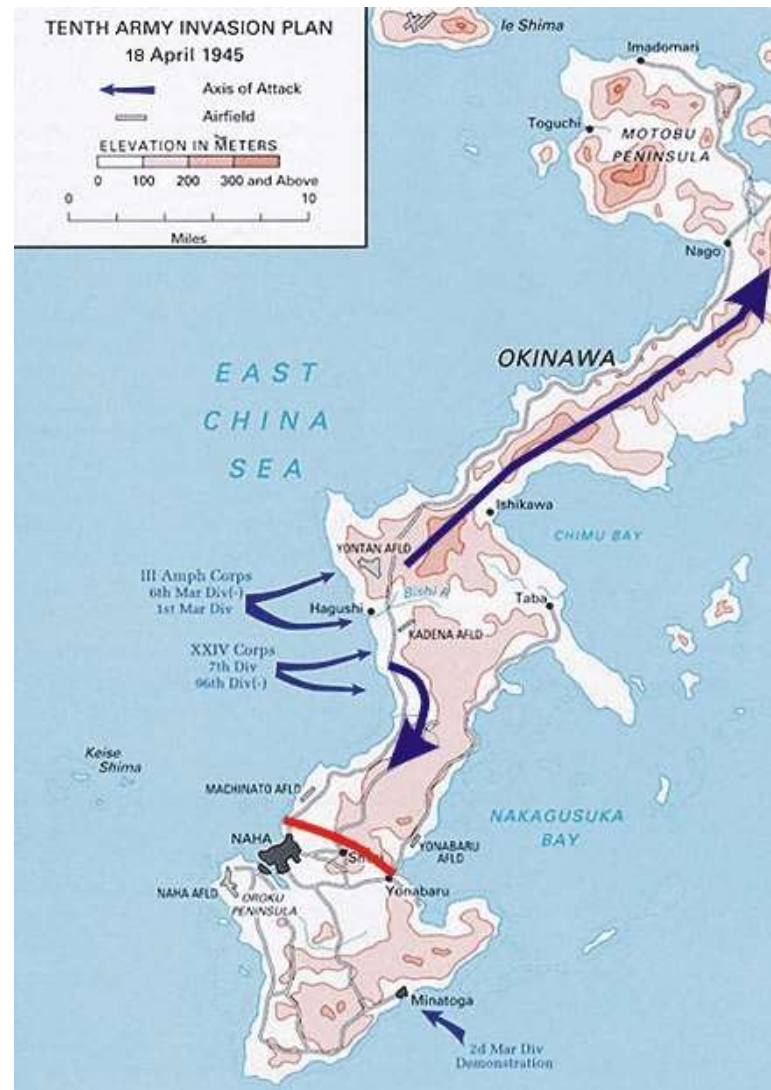 TENTH ARMY INVASION PLAN
18 April 1945
Axis of Attack
Airfield
ELEVATION IN METERS
0 100 200 300 and Above
0 10
Miles
Ie Shima
Imadomari
Toguchi
MOTOBU
PENINSULA
Nago
OKINAWA
EAST
CHINA
SEA
Ishikawa
CHIMU BAY
YONTAN AFLD
III Amph Corps
6th Mar Div(-)
1st Mar Div
Bishi R
Hagushi
Taba
KADENA AFLD
XXIV Corps
7th Div
96th Div(-)
Keise
Shima
MACHINATO AFLD
NAKAGUSUKA
BAY
NAHA
YONABARU
AFLD
Yonabaru
NAHA AFLD
OROKU
PENINSULA
Minatoga
2d Mar Div
Demonstration